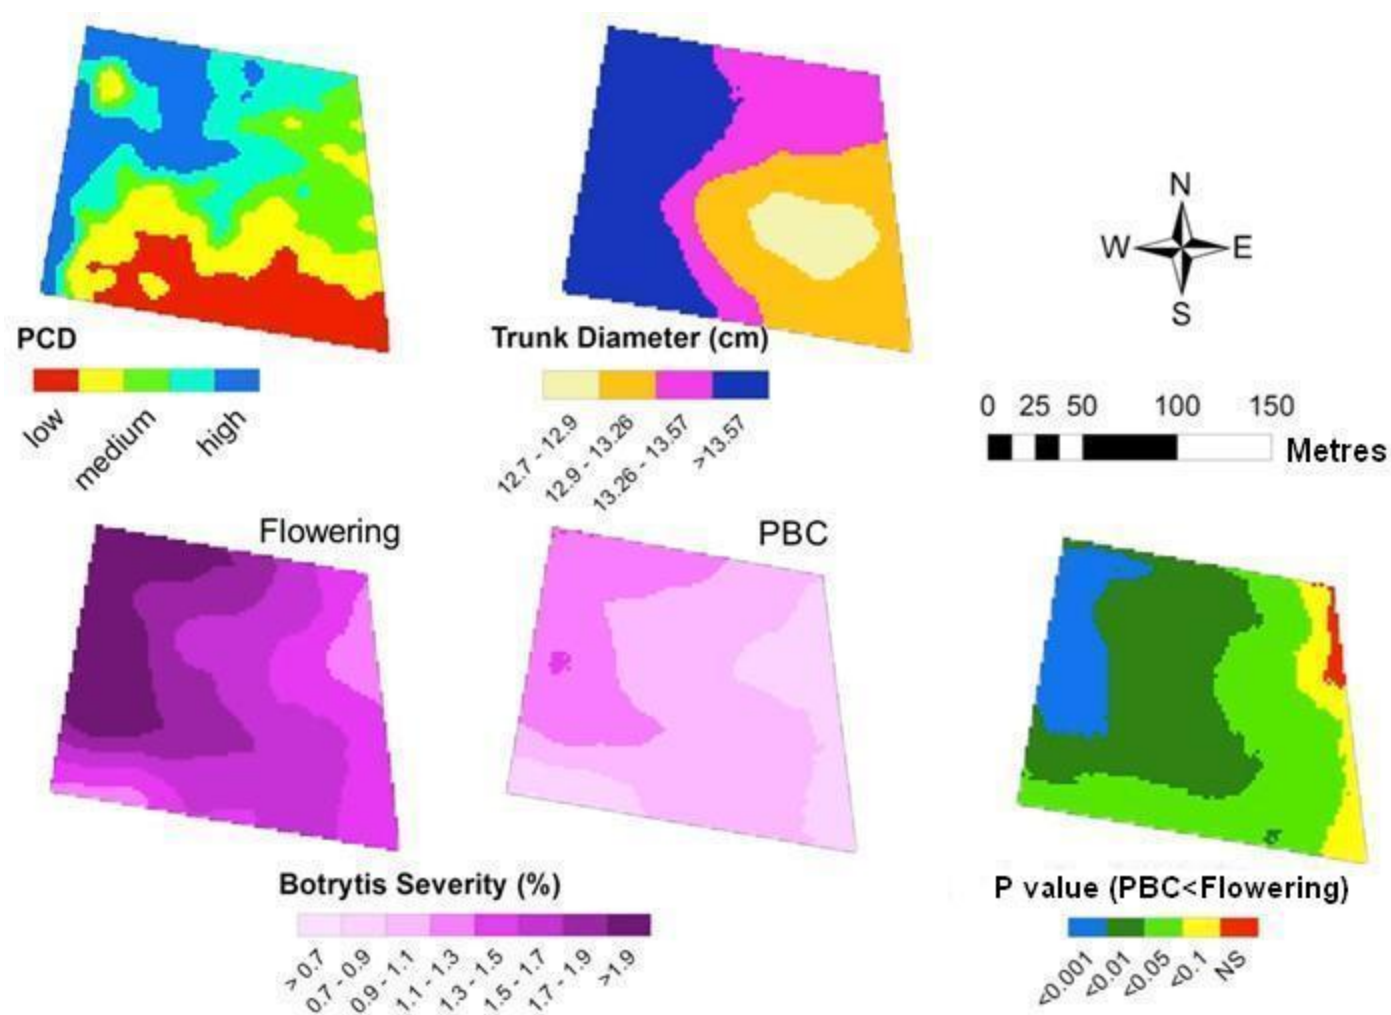 N
W E
S
PCD
low
medium
high
Trunk Diameter (cm)
12.7 - 12.9
12.9 - 13.26
13.26 - 13.57
>13.57
0 25 50 100 150
Metres
Flowering
PBC
Botrytis Severity (%)
> 0.7
0.7 - 0.9
0.9 - 1.1
1.1 - 1.3
1.3 - 1.5
1.5 - 1.7
1.7 - 1.9
>1.9
P value (PBC<Flowering)
<0.001
<0.01
<0.05
<0.1
NS